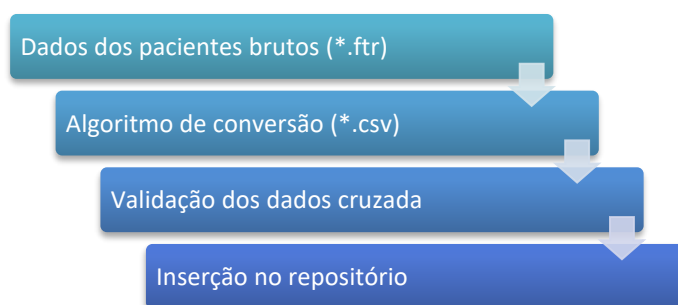 Dados dos pacientes brutos (*.ftr)
Algoritmo de conversão (*.csv)
Validação dos dados cruzada
Inserção no repositório